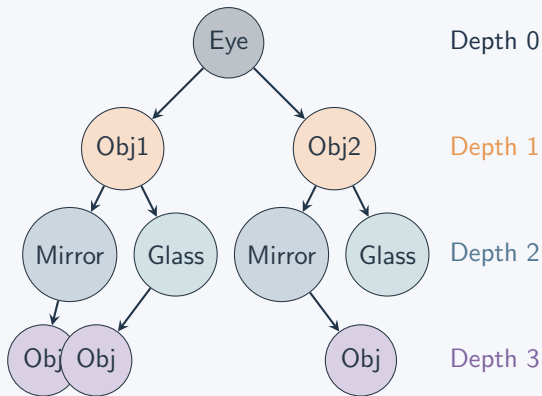 Eye Depth 0
Obj1 Obj2 Depth 1
Mirror Glass Mirror Glass Depth 2
Obj Obj Obj Depth 3